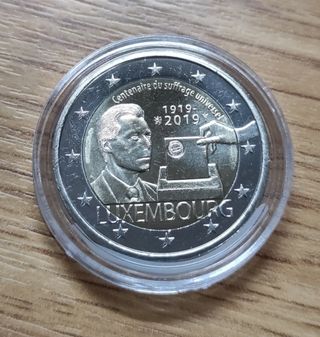 Centenaire du suffrage universel
1919-
2019
LUXEMBOURG